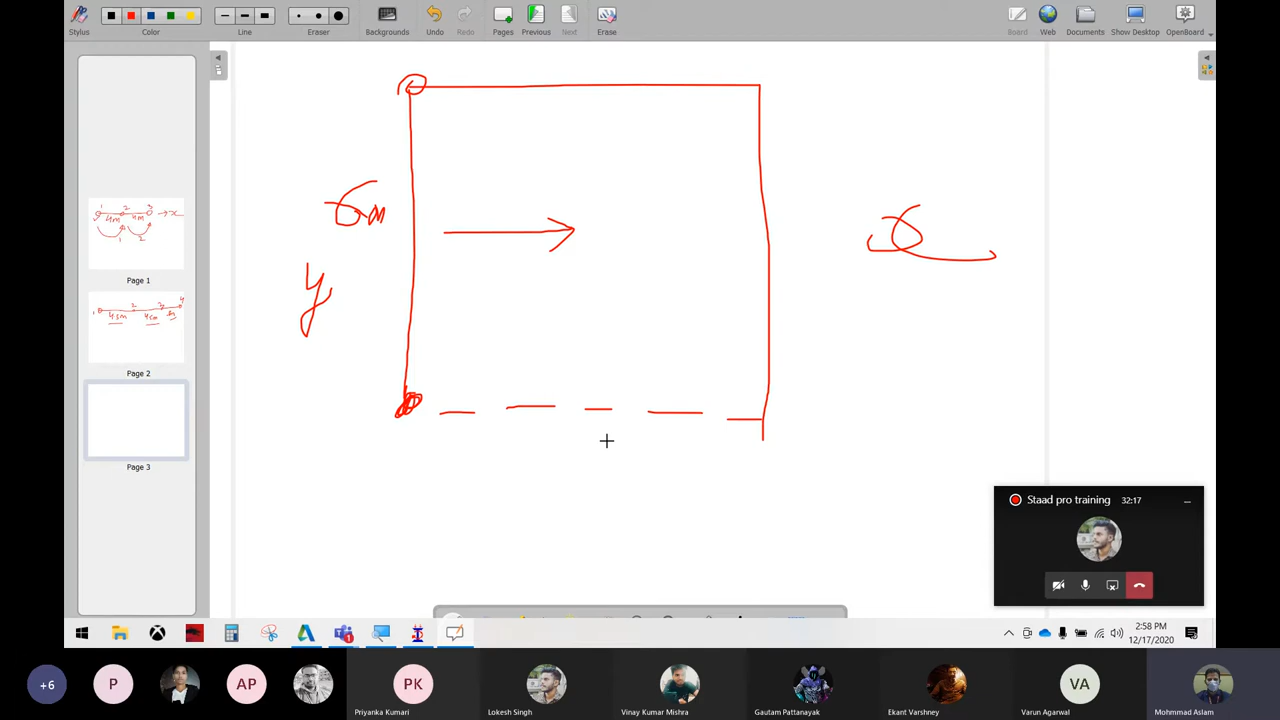 Stylus
Color
Line
Eraser
Backgrounds
Undo
Redo
Pages
Previous
Next
Erase
Board
Web
Documents
Show Desktop
OpenBoard
Page 1
Page 2
Page 3
6m
y
Staad pro training 32:17
2:58 PM
12/17/2020
+6
P
AP
PK
VA
Priyanka Kumari
Lokesh Singh
Vinay Kumar Mishra
Gautam Pattanayak
Ekant Varshney
Varun Agarwal
Mohmmad Aslam